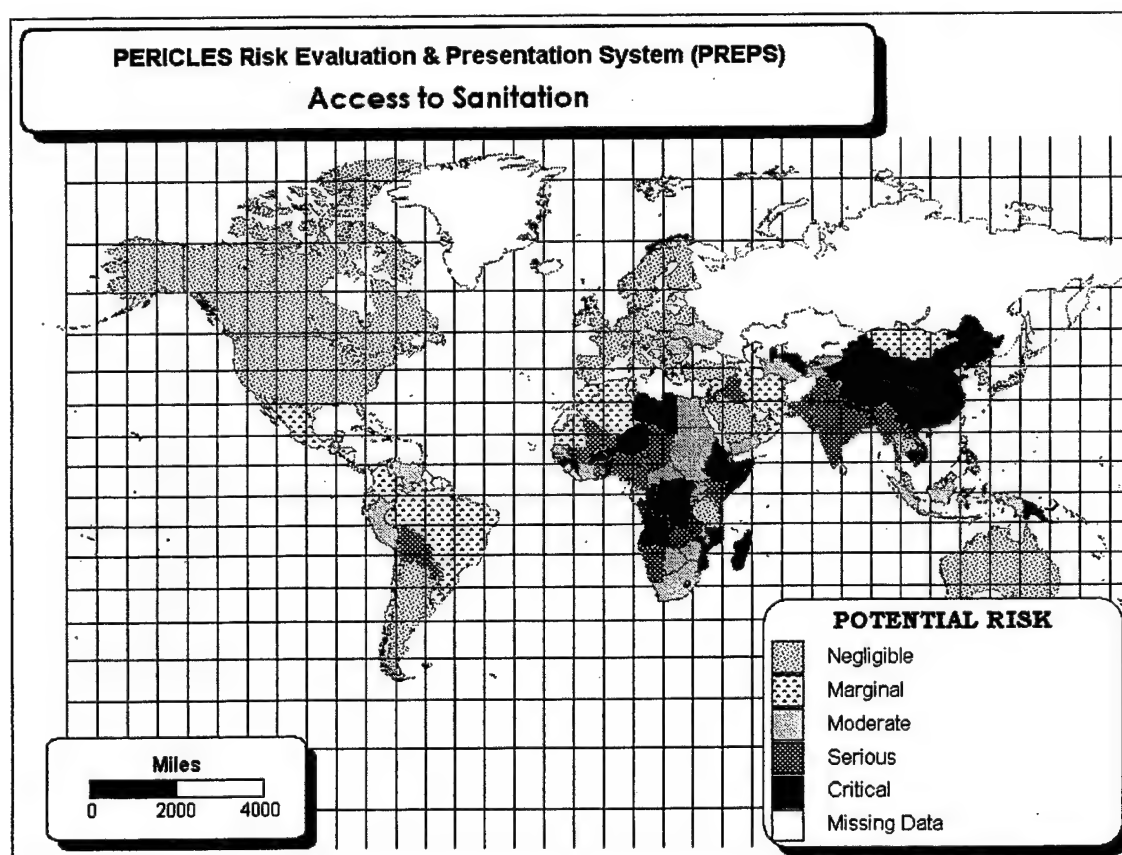 PERICLES Risk Evaluation & Presentation System (PREPS)
Access to Sanitation
POTENTIAL RISK
Negligible
Marginal
Moderate
Serious
Critical
Missing Data
Miles
0 2000 4000